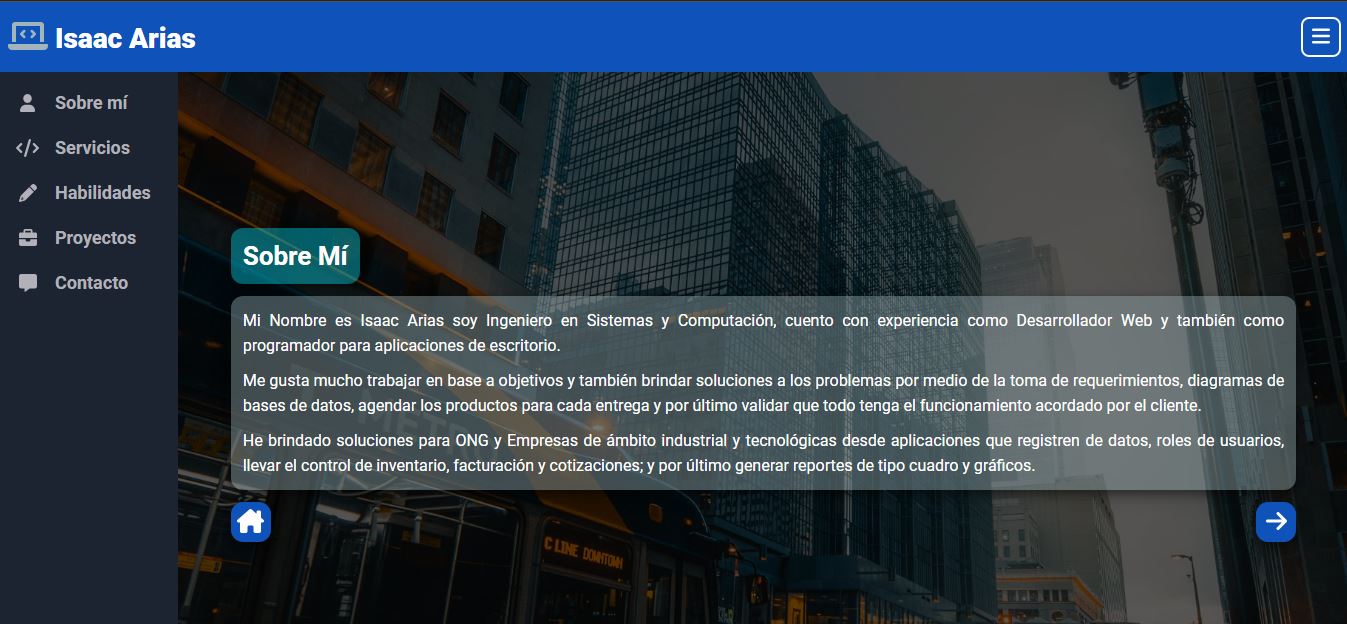 Isaac Arias
Sobre mí
Servicios
Habilidades
Proyectos
Contacto
Sobre Mí
Mi Nombre es Isaac Arias soy Ingeniero en Sistemas y Computación, cuento con experiencia como Desarrollador Web y también como
programador para aplicaciones de escritorio.
Me gusta mucho trabajar en base a objetivos y también brindar soluciones a los problemas por medio de la toma de requerimientos, diagramas de
bases de datos, agendar los productos para cada entrega y por último validar que todo tenga el funcionamiento acordado por el cliente.
He brindado soluciones para ONG y Empresas de ámbito industrial y tecnológicas desde aplicaciones que registren de datos, roles de usuarios,
llevar el control de inventario, facturación y cotizaciones; y por último generar reportes de tipo cuadro y gráficos.
METRO
C LINE DOWNTOWN